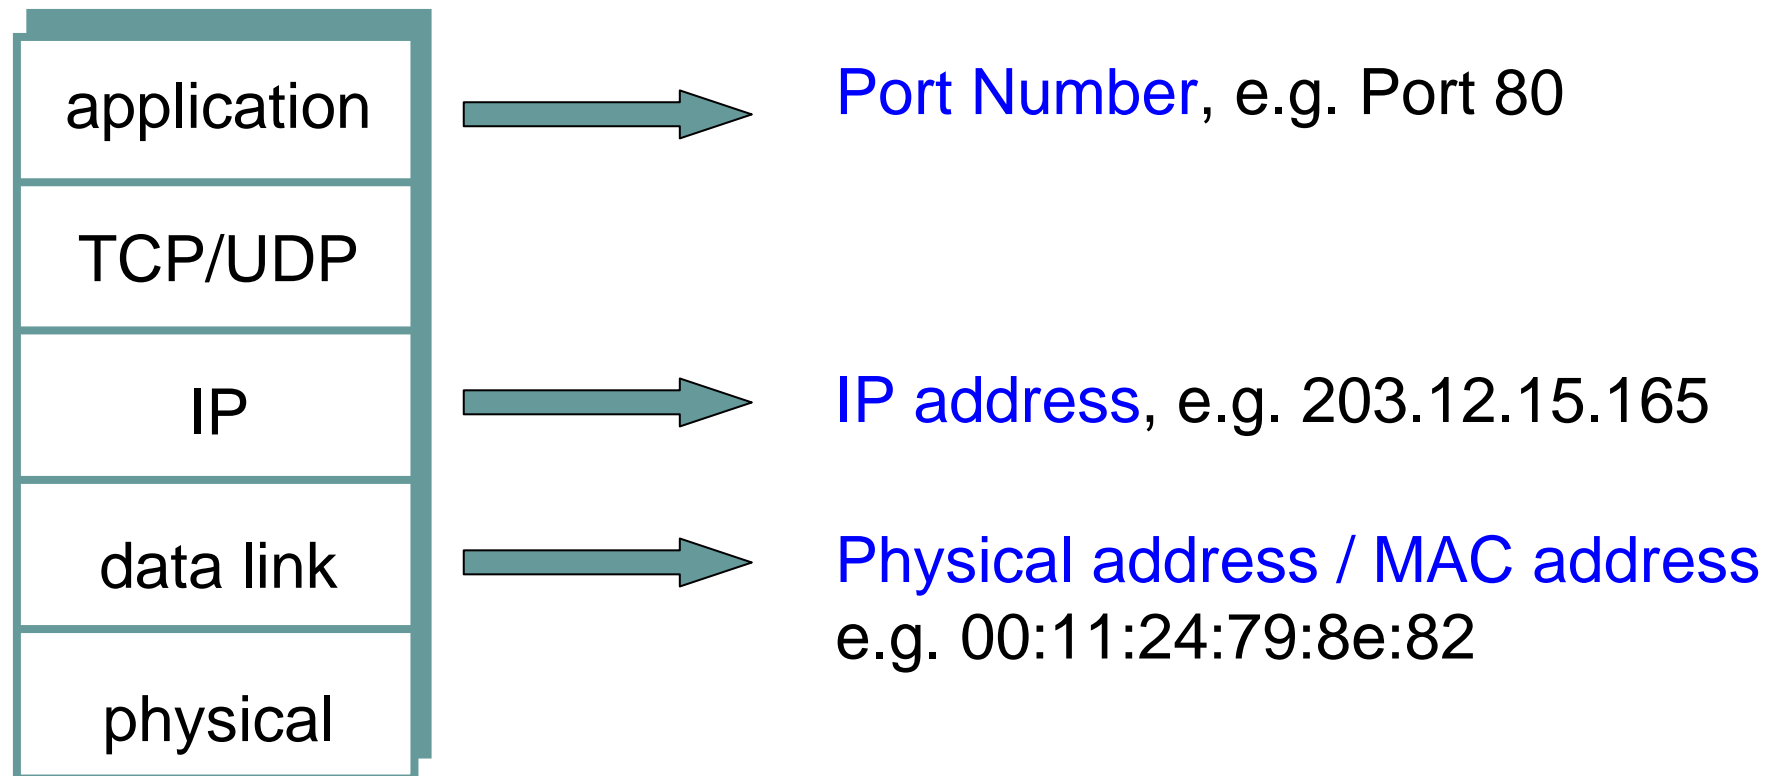 application
Port Number, e.g. Port 80
TCP/UDP
IP
IP address, e.g. 203.12.15.165
data link
Physical address / MAC address
e.g. 00:11:24:79:8e:82
physical